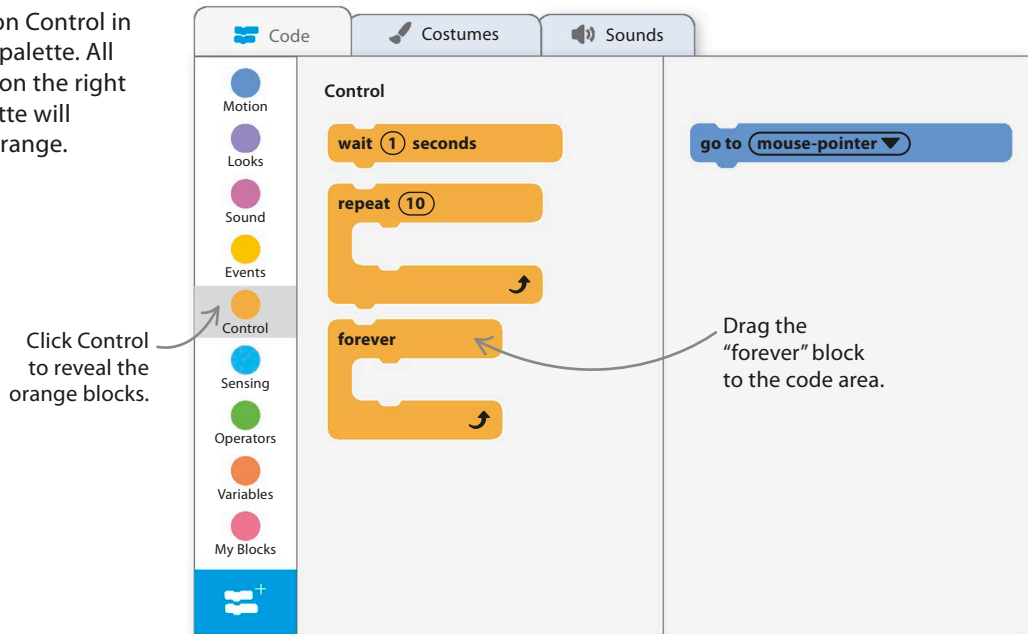 on Control in
palette. All
on the right
tte will
range.
Code
Costumes
Sounds
Motion
Looks
Sound
Events
Control
Sensing
Operators
Variables
My Blocks
Control
wait 1 seconds
repeat 10
forever
go to mouse-pointer
Click Control
to reveal the
orange blocks.
Drag the
“forever” block
to the code area.